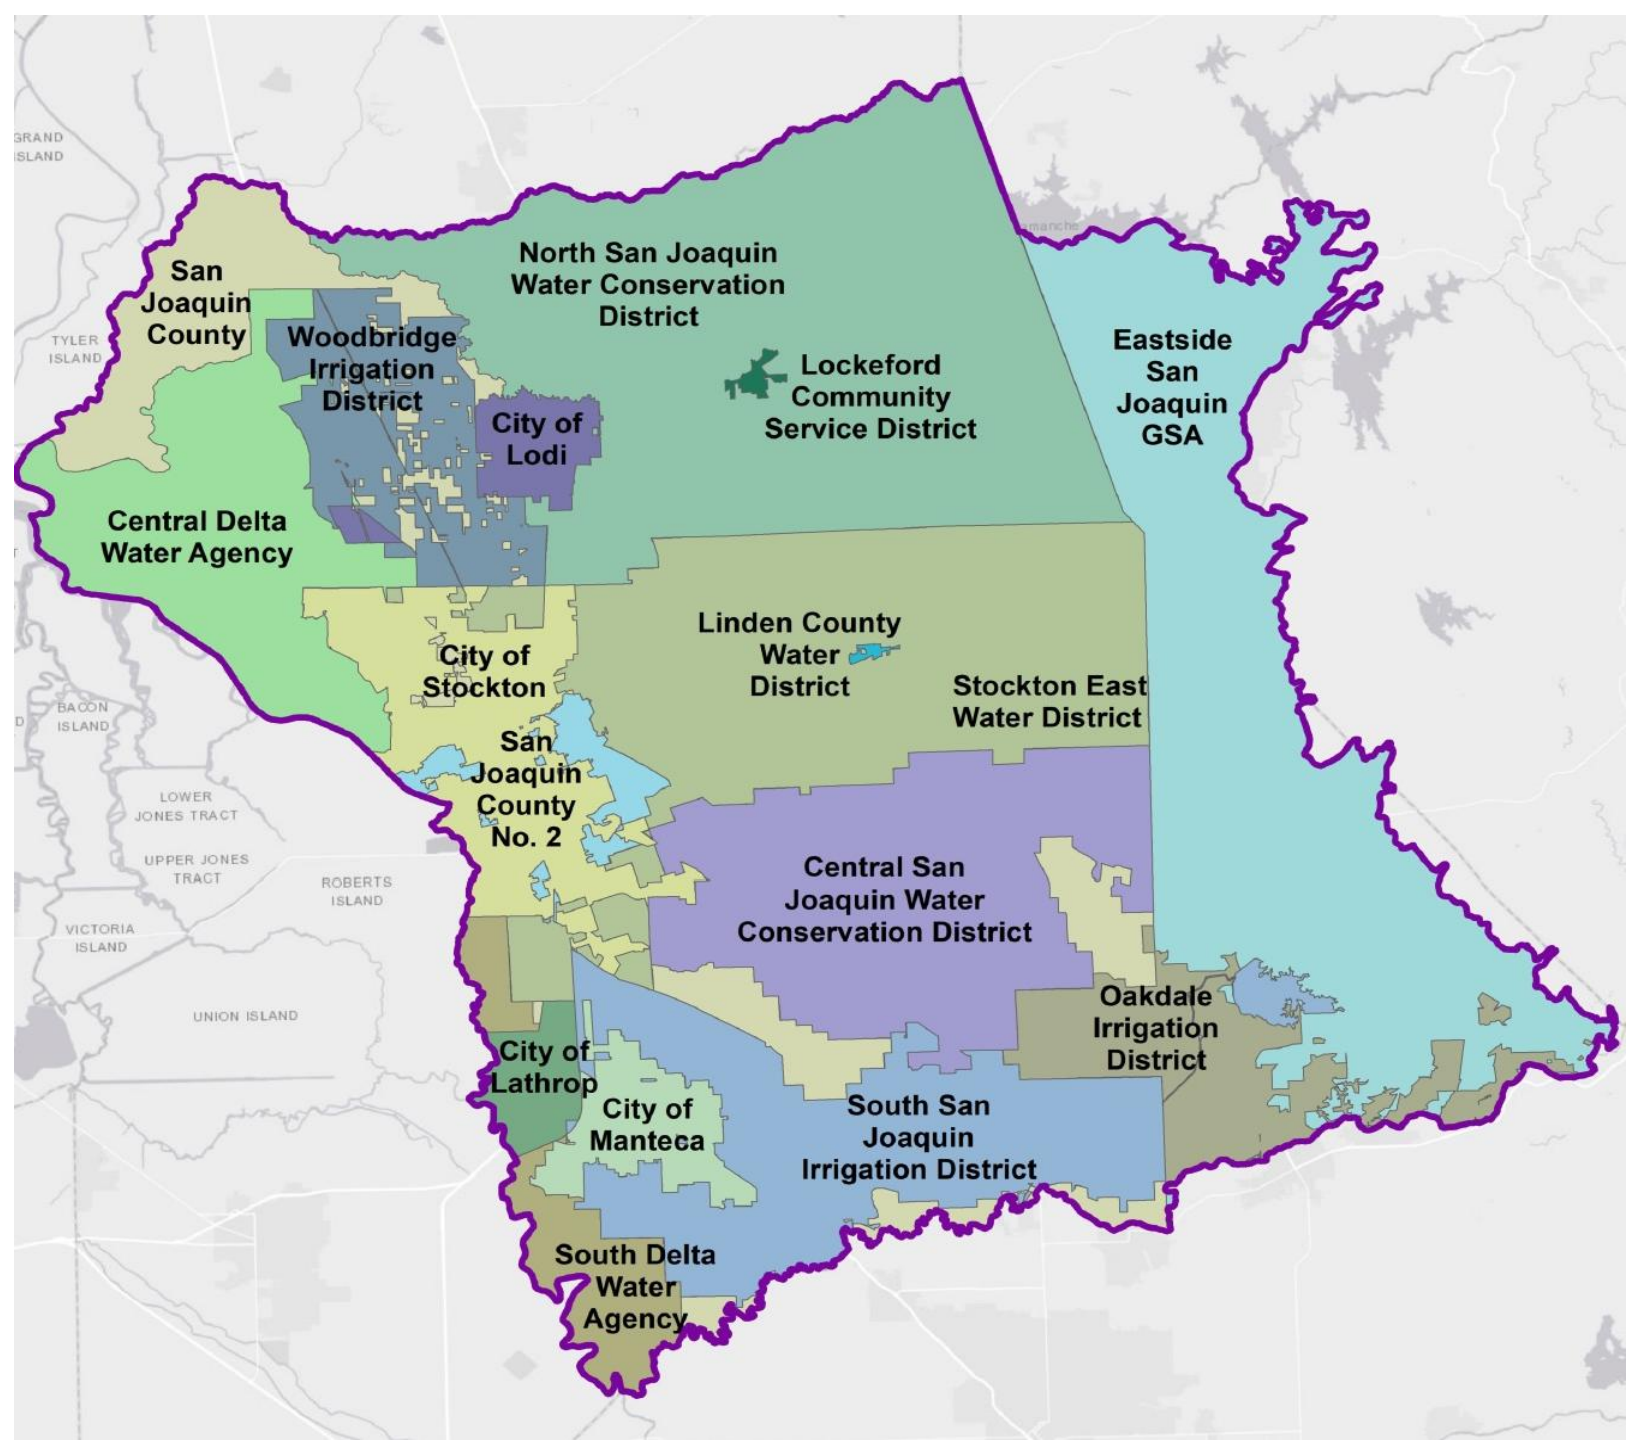 GRAND
ISLAND
North San Joaquin
Water Conservation
District
amanche
San
Joaquin
County
TYLER
ISLAND
Woodbridge
Irrigation
District
Eastside
San
Joaquin
GSA
Lockeford
Community
Service District
City of
Lodi
Central Delta
Water Agency
Linden County
Water
District
City of
Stockton
Stockton East
Water District
BACON
ISLAND
San
Joaquin
County
No. 2
LOWER
JONES TRACT
UPPER JONES
TRACT
ROBERTS
ISLAND
Central San
Joaquin Water
Conservation District
VICTORIA
ISLAND
UNION ISLAND
Oakdale
Irrigation
District
City of
Lathrop
City of
Manteca
South San
Joaquin
Irrigation District
South Delta
Water
Agency